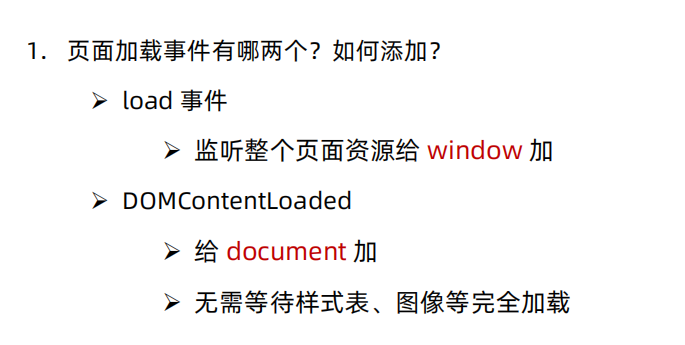 1. 页面加载事件有哪两个？如何添加？
➢ load 事件
➢ 监听整个页面资源给 window 加
➢ DOMContentLoaded
➢ 给 document 加
➢ 无需等待样式表、图像等完全加载